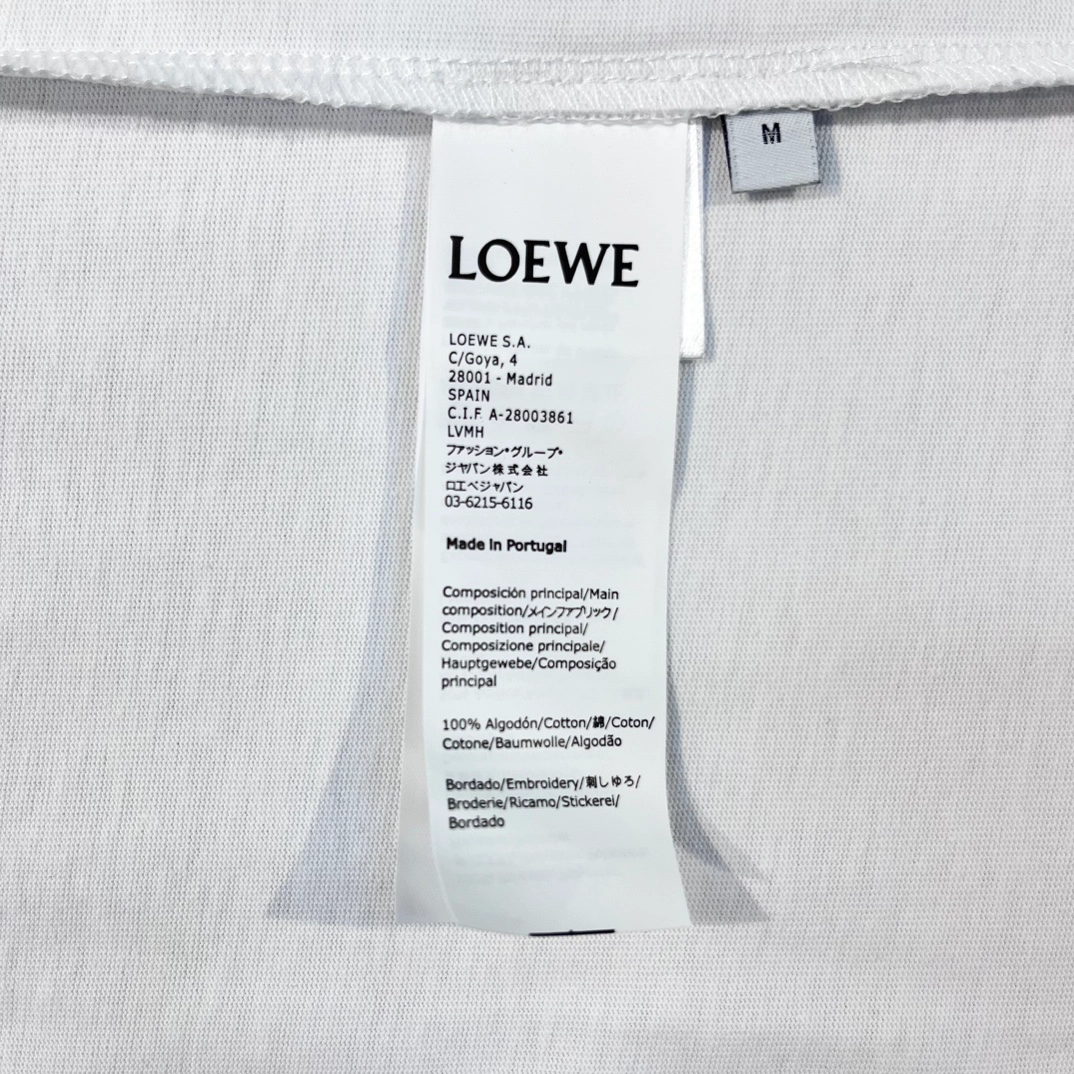 M
LOEWE
LOEWE S.A.
C/Goya, 4
28001 - Madrid
SPAIN
C.I.F. A-28003861
LVMH
ファッション・グループ・
ジャパン株式会社
ロエベジャパン
03-6215-6116
Made in Portugal
Composición principal/Main
composition/メインファブリック/
Composition principal/
Composizione principale/
Hauptgewebe/Composição
principal
100% Algodón/Cotton/綿/Coton/
Cotone/Baumwolle/Algodão
Bordado/Embroidery/刺しゆろ/
Broderie/Ricamo/Stickerei/
Bordado